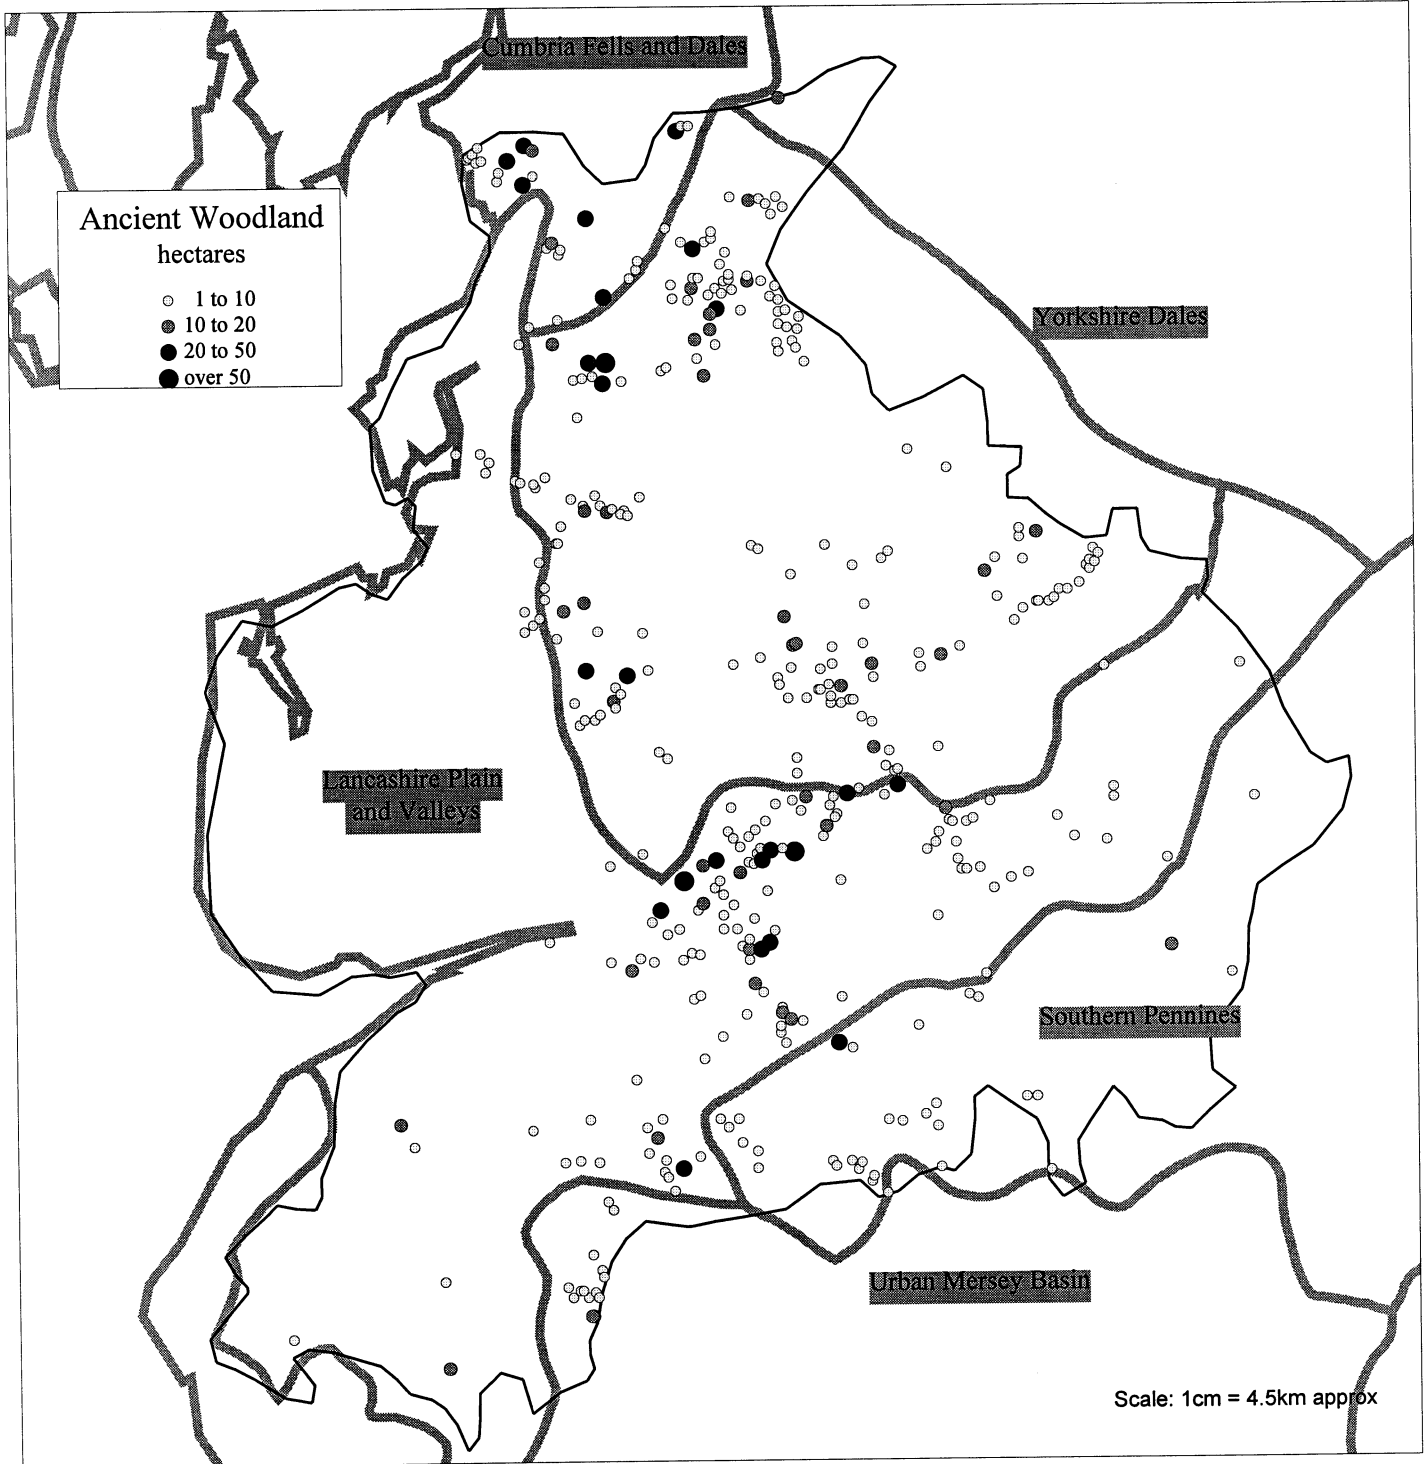 Cumbria Fells and Dales
Ancient Woodland
hectares
1 to 10
10 to 20
20 to 50
over 50
Yorkshire Dales
Lancashire Plain
and Valleys
Southern Pennines
Urban Mersey Basin
Scale: 1cm = 4.5km approx